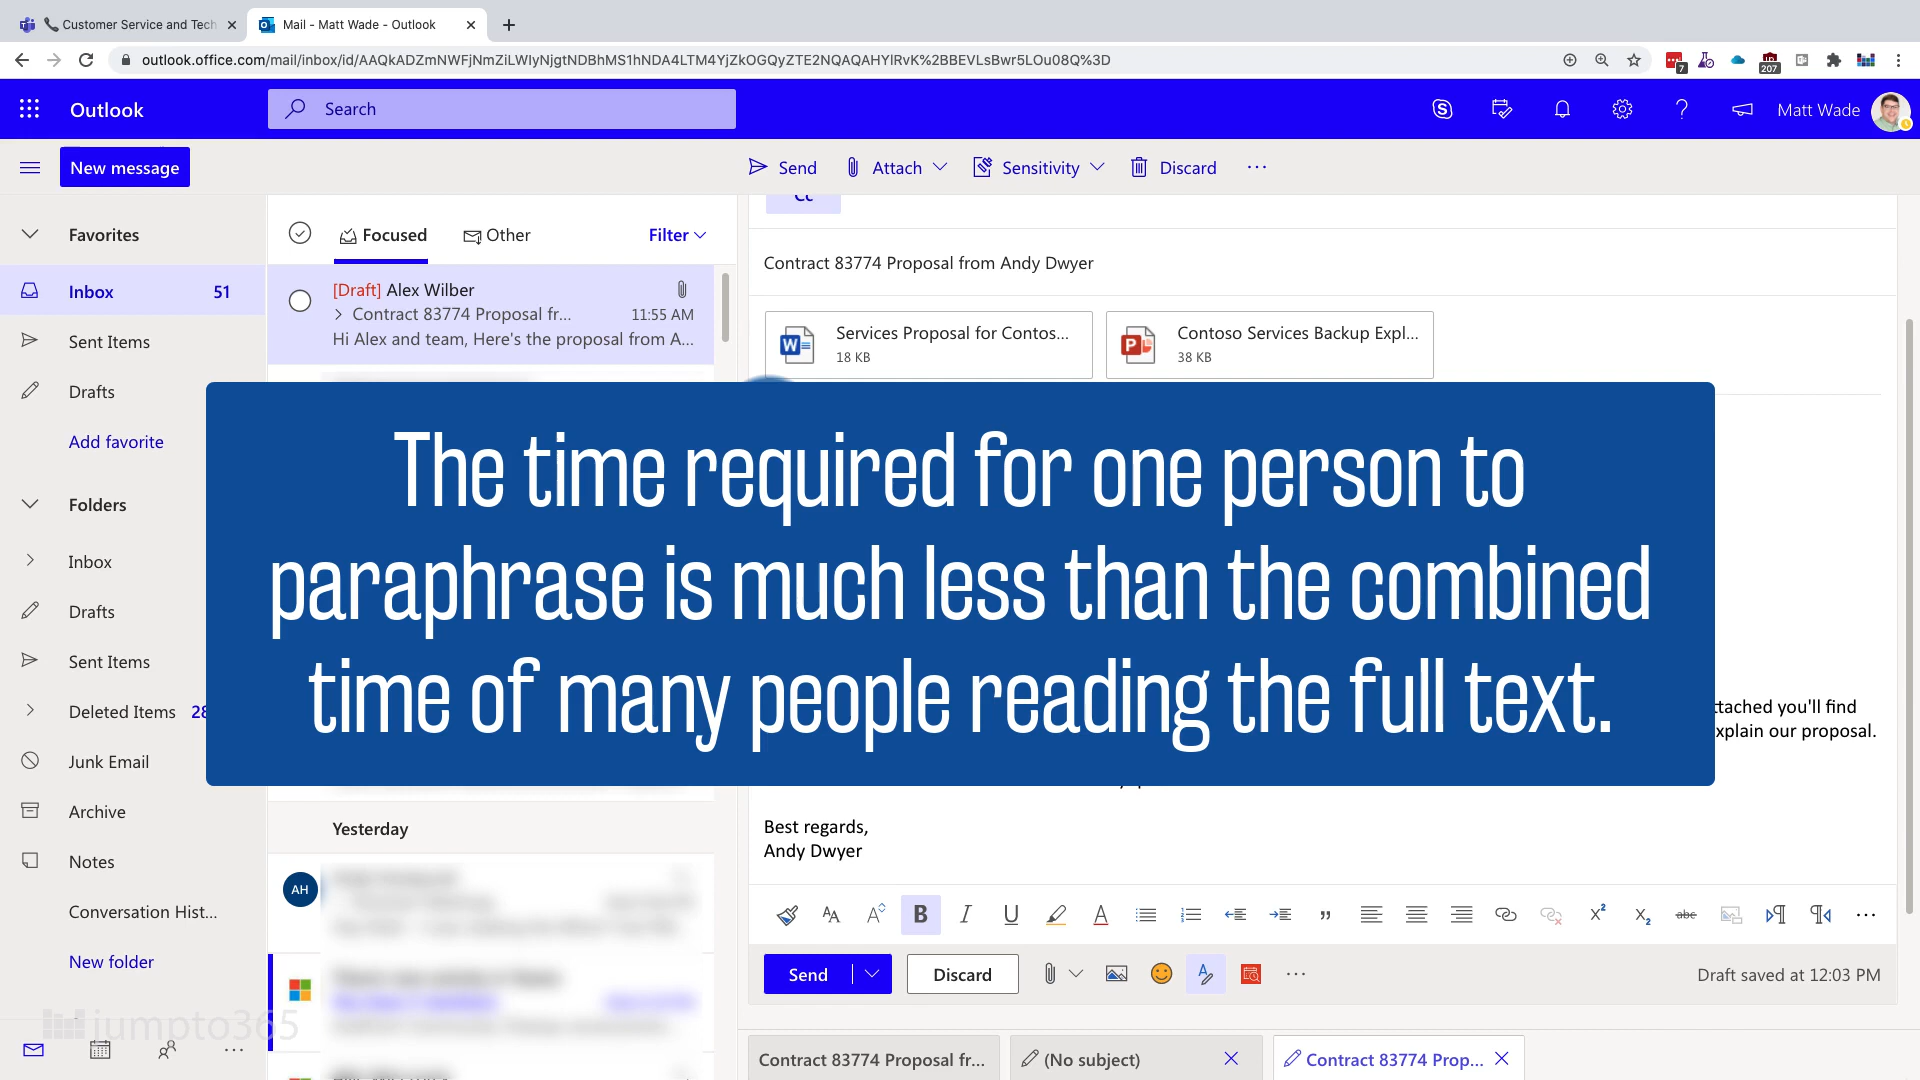 📞 Customer Service and Tech
Mail - Matt Wade - Outlook
outlook.office.com/mail/inbox/id/AAQkADZmNWFjNmZiLWIyNjgtNDBhMS1hNDA4LTM4YjZkOGQyZTE2NQAQAHYlRvK%2BBEVLsBwr5LOu08Q%3D
7
207
Outlook
Search
Matt Wade
New message
Send
Attach
Sensitivity
Discard
Favorites
Inbox 51
Sent Items
Drafts
Add favorite
Folders
Inbox
Drafts
Sent Items
Deleted Items 28
Junk Email
Archive
Notes
Conversation Hist...
New folder
Focused
Other
Filter
[Draft] Alex Wilber
Contract 83774 Proposal fr... 11:55 AM
Hi Alex and team, Here's the proposal from A...
Yesterday
AH
Cc
Contract 83774 Proposal from Andy Dwyer
Services Proposal for Contos...
18 KB
Contoso Services Backup Expl...
38 KB
The time required for one person to
paraphrase is much less than the combined
time of many people reading the full text.
ttached you'll find
xplain our proposal.
Best regards,
Andy Dwyer
Send
Discard
Draft saved at 12:03 PM
Contract 83774 Proposal fr...
(No subject)
Contract 83774 Prop...
jumpto365